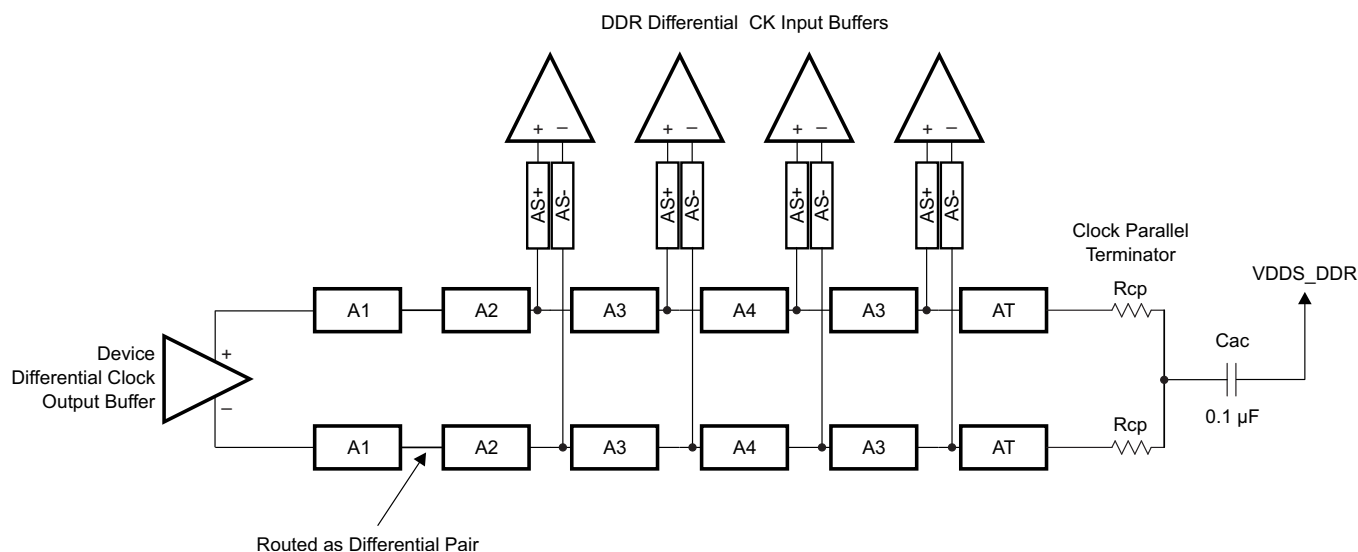 DDR Differential CK Input Buffers
+ − + − + − + −
AS+ AS- AS+ AS- AS+ AS- AS+ AS-
Clock Parallel
Terminator
VDDS_DDR
A1 A2 A3 A4 A3 AT
Rcp
Device
Differential Clock
Output Buffer
+
−
Cac
0.1 µF
A1 A2 A3 A4 A3 AT
Rcp
Routed as Differential Pair